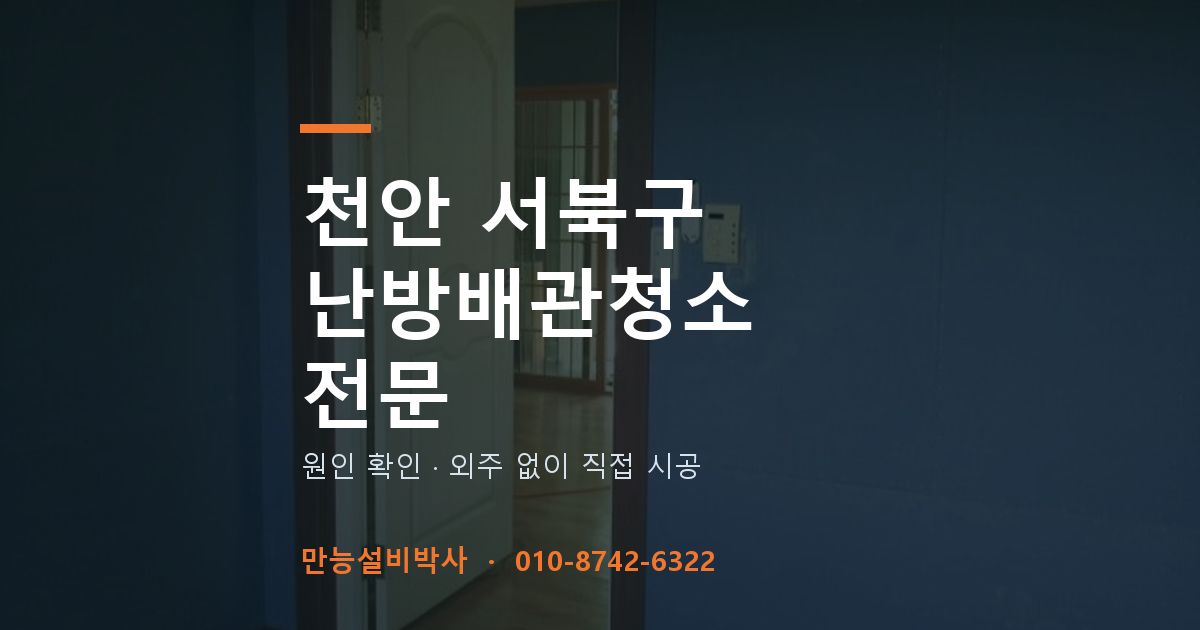 천안 서북구
난방배관청소
전문
원인 확인 · 외주 없이 직접 시공
만능설비박사 · 010-8742-6322